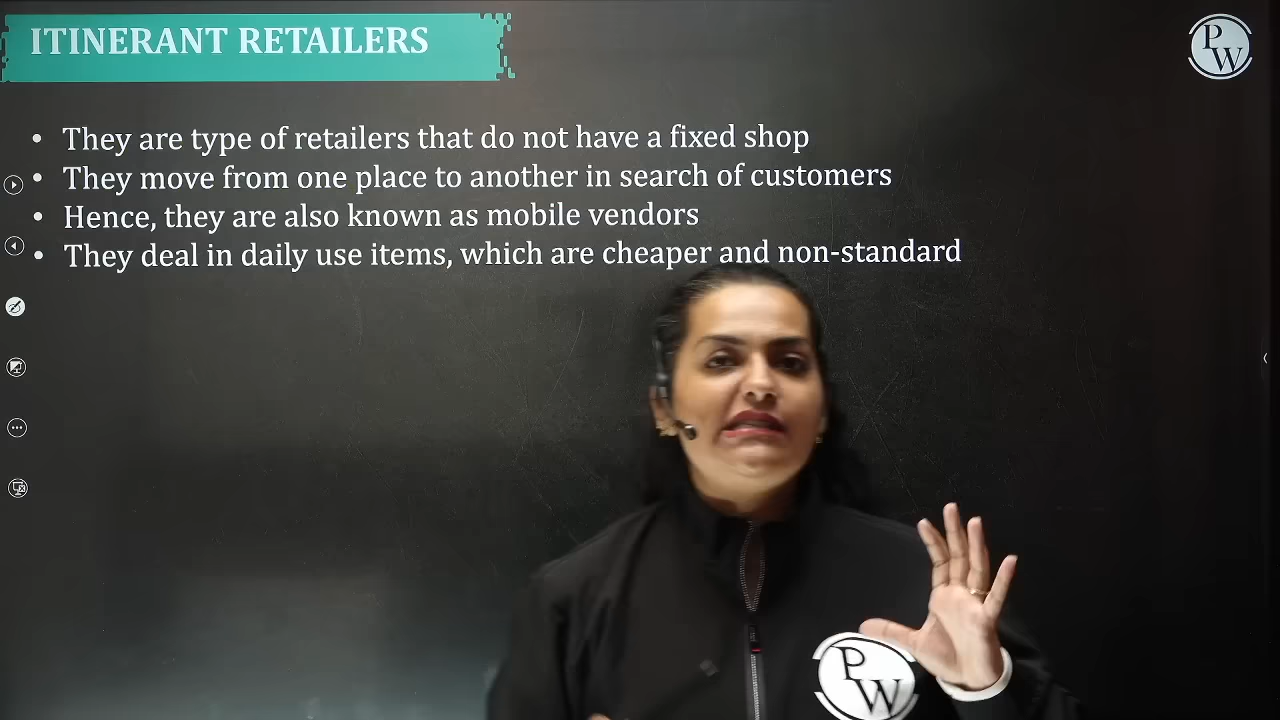 ITINERANT RETAILERS
PW
• They are type of retailers that do not have a fixed shop
• They move from one place to another in search of customers
• Hence, they are also known as mobile vendors
• They deal in daily use items, which are cheaper and non-standard
PW